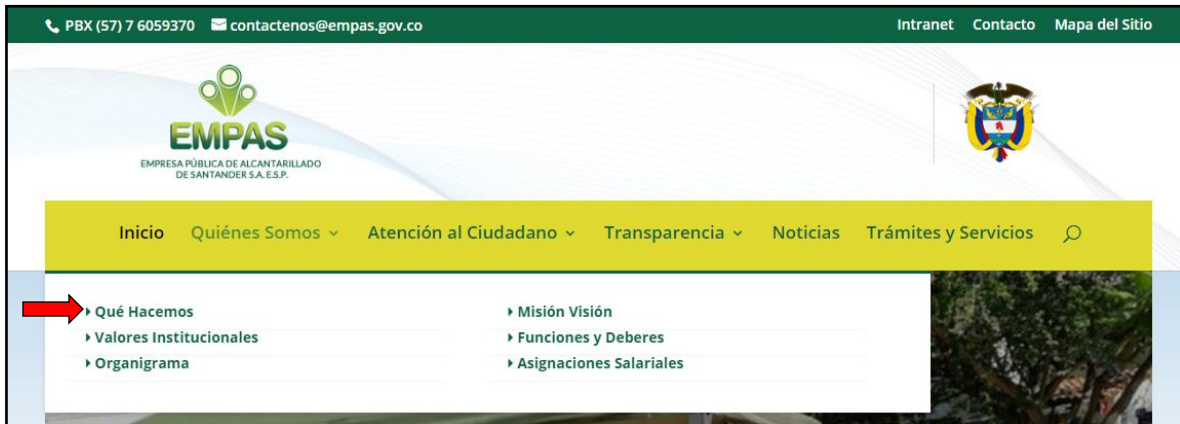 PBX (57) 7 6059370 contactenos@empas.gov.co Intranet Contacto Mapa del Sitio
EMPAS
EMPRESA PÚBLICA DE ALCANTARILLADO
DE SANTANDER S.A. E.S.P.
Inicio Quiénes Somos Atención al Ciudadano Transparencia Noticias Trámites y Servicios
Qué Hacemos Misión Visión
Valores Institucionales Funciones y Deberes
Organigrama Asignaciones Salariales